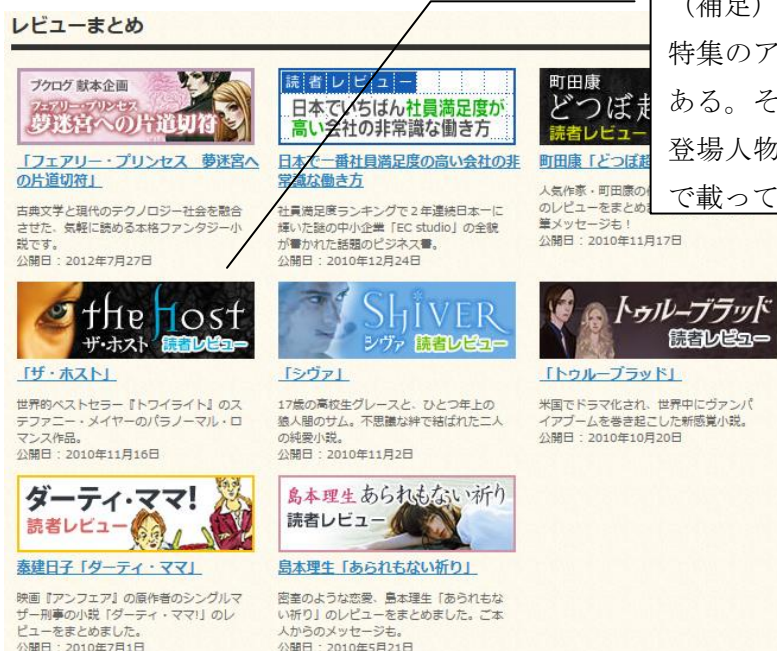 レビューまとめ
（補足）
特集のア
ある。そ
登場人物
で載って
ブクログ 献本企画
フェアリー・プリンセス
夢迷宮への片道切符
「フェアリー・プリンセス 夢迷宮へ
の片道切符」
古典文学と現代のテクノロジー社会を融合
させた、気軽に読める本格ファンタジー小
説です。
公開日：2012年7月27日
読者レビュー
日本でいちばん社員満足度が
高い会社の非常識な働き方
日本で一番社員満足度の高い会社の非
常識な働き方
社員満足度ランキングで２年連続日本一に
輝いた謎の中小企業「EC studio」の全貌
が書かれた話題のビジネス書。
公開日：2010年12月24日
町田康
どつぼ超
読者レビュー
町田康「どつぼ超
人気作家・町田康の
のレビューをまとめま
筆メッセージも！
公開日：2010年11月17日
the Host
ザ・ホスト 読者レビュー
「ザ・ホスト」
世界的ベストセラー『トワイライト』のス
テファニー・メイヤーのパラノーマル・ロ
マンス作品。
公開日：2010年11月16日
SHIVER
シヴァ 読者レビュー
「シヴァ」
17歳の高校生グレースと、ひとつ年上の
狼人間のサム。不思議な絆で結ばれた二人
の純愛小説。
公開日：2010年11月2日
トゥルーブラッド
読者レビュー
「トゥルーブラッド」
米国でドラマ化され、世界中にヴァンパ
イアブームを巻き起こした新感覚小説。
公開日：2010年10月20日
ダーティ・ママ!
読者レビュー
秦建日子「ダーティ・ママ」
映画『アンフェア』の原作者のシングルマ
ザー刑事の小説「ダーティ・ママ!」のレ
ビューをまとめました。
公開日：2010年7月1日
島本理生 あられもない祈り
読者レビュー
島本理生「あられもない祈り」
密室のような恋愛、島本理生「あられもな
い祈り」のレビューをまとめました。ご本
人からのメッセージも。
公開日：2010年5月21日